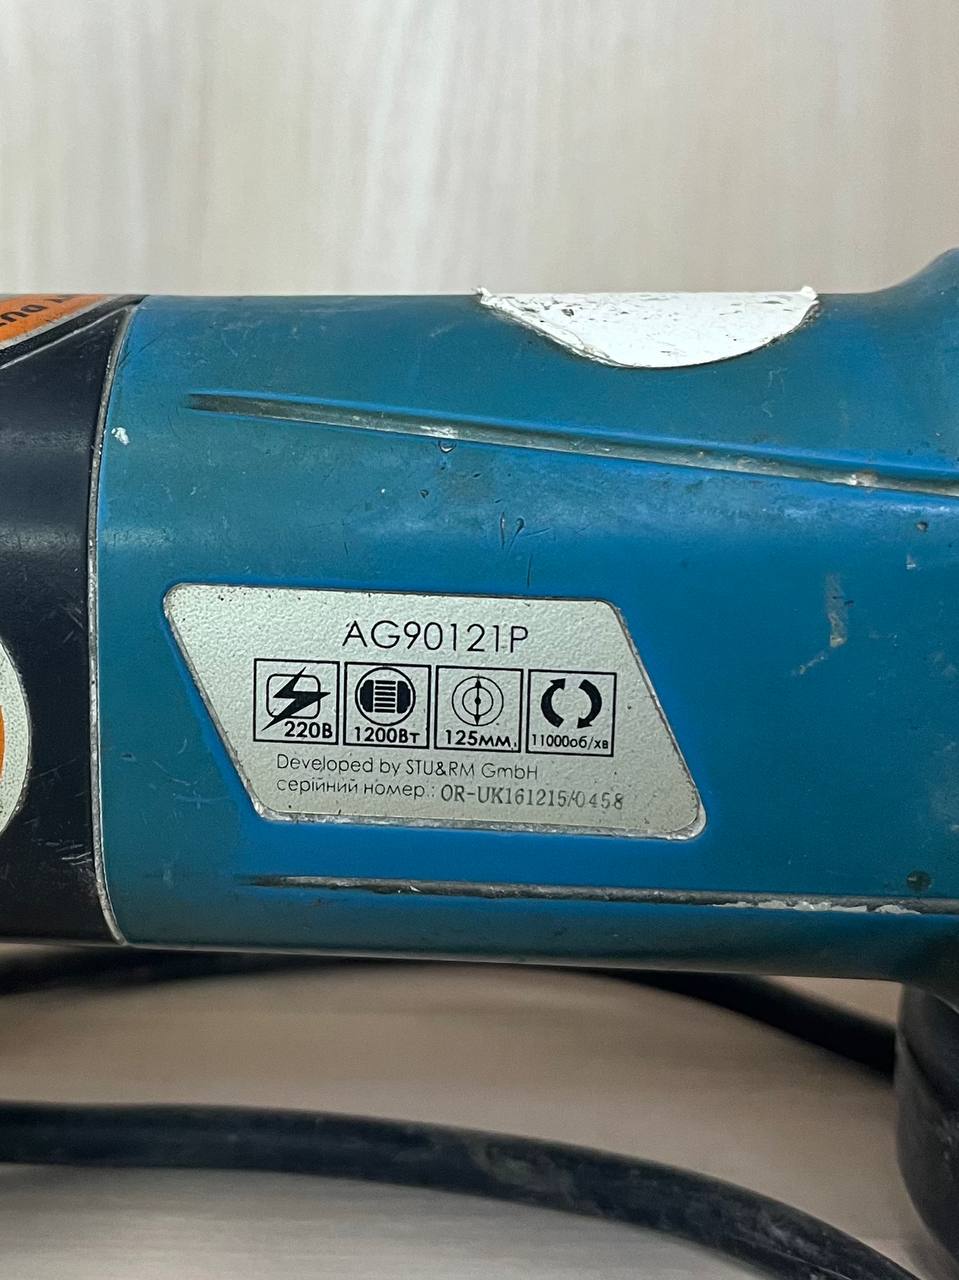 AG90121P
220В 1200Вт 125мм. 11000об/хв
Developed by STU&RM GmbH
серійний номер: OR-UK161215/0458